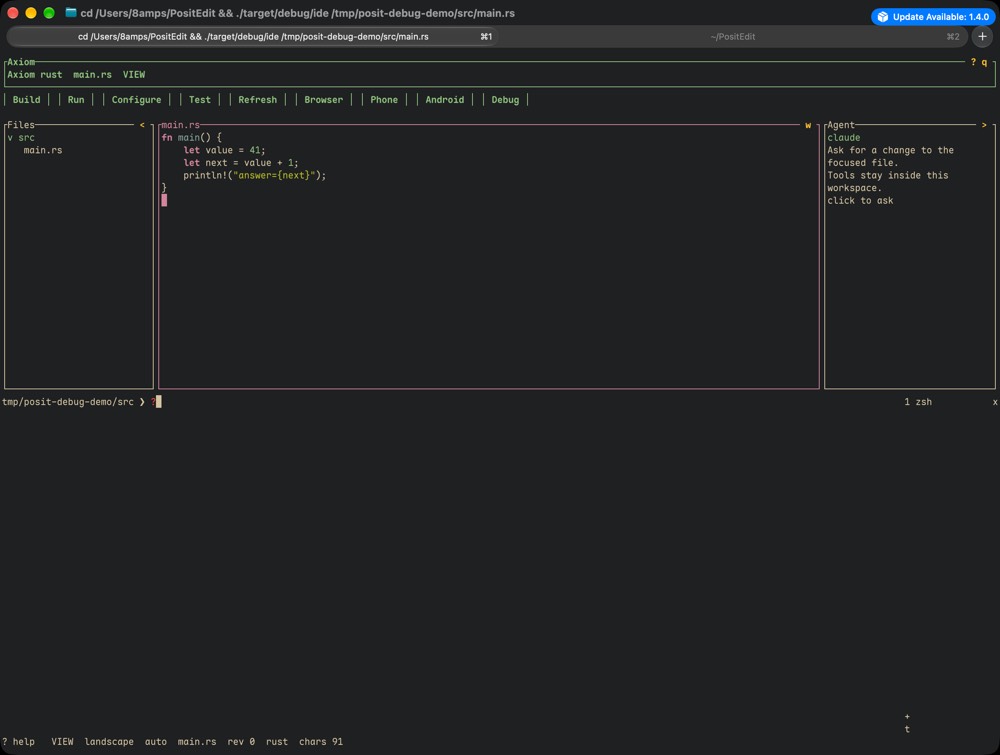 cd /Users/8amps/PositEdit && ./target/debug/ide /tmp/posit-debug-demo/src/main.rs
Update Available: 1.4.0
cd /Users/8amps/PositEdit && ./target/debug/ide /tmp/posit-debug-demo/src/main.rs ⌘1
~/PositEdit ⌘2 +
Axiom ? q
Axiom rust main.rs VIEW
| Build | | Run | | Configure | | Test | | Refresh | | Browser | | Phone | | Android | | Debug |
Files <
v src
main.rs
main.rs w
fn main() {
    let value = 41;
    let next = value + 1;
    println!("answer={next}");
}
Agent >
claude
Ask for a change to the
focused file.
Tools stay inside this
workspace.
click to ask
tmp/posit-debug-demo/src ❯ ?
1 zsh x
+
t
? help VIEW landscape auto main.rs rev 0 rust chars 91